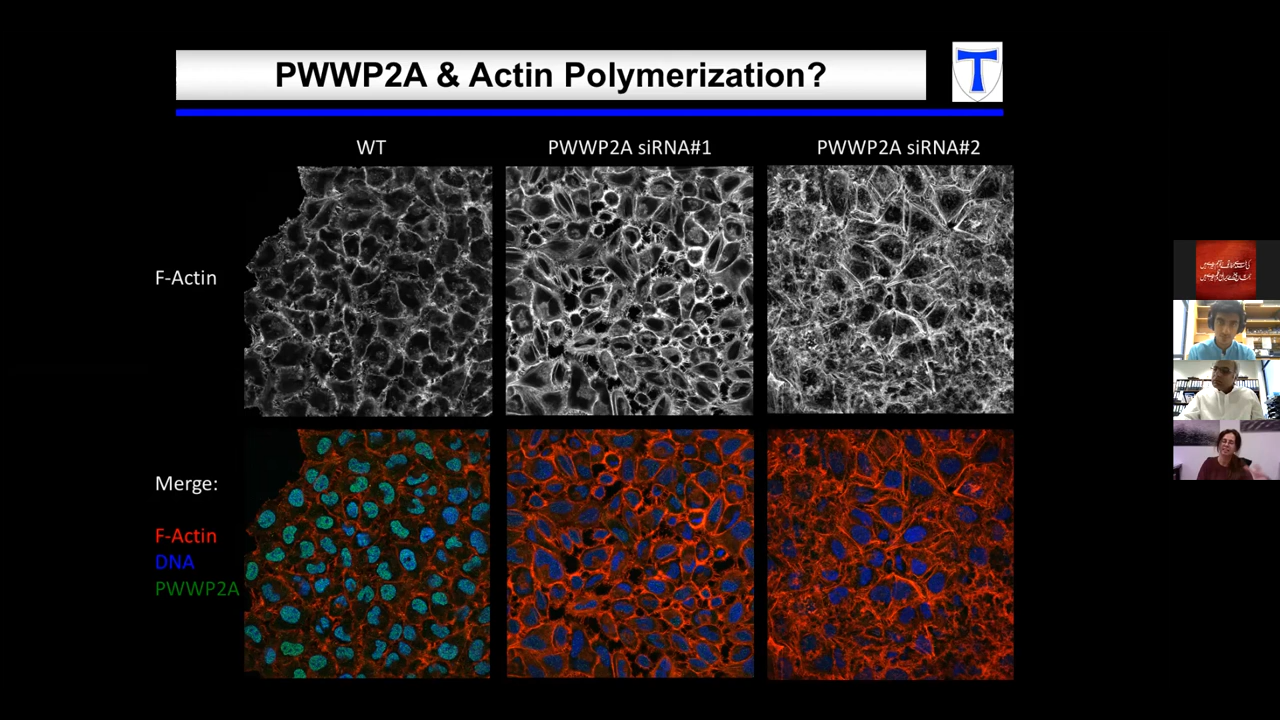 PWWP2A & Actin Polymerization?
T
WT
PWWP2A siRNA#1
PWWP2A siRNA#2
F-Actin
Merge:
F-Actin
DNA
PWWP2A